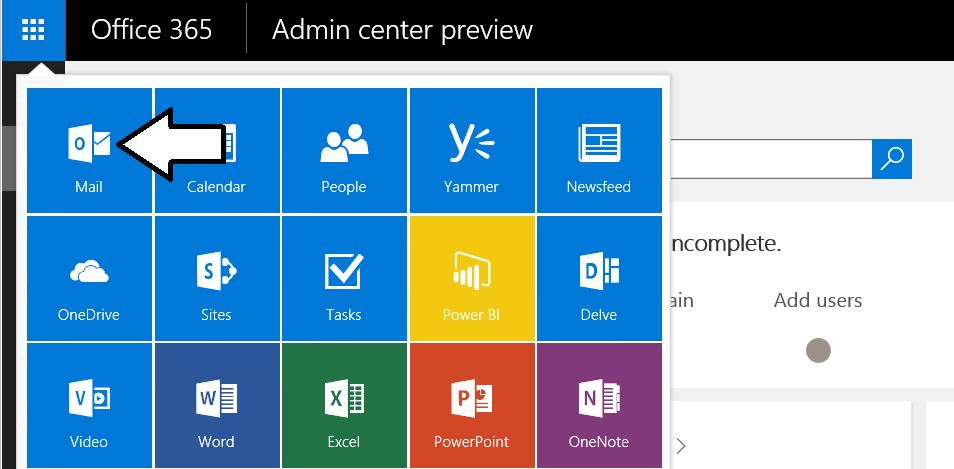 Office 365
Admin center preview
Mail
Calendar
People
Yammer
Newsfeed
ncomplete.
OneDrive
Sites
Tasks
Power BI
Delve
ain
Add users
Video
Word
Excel
PowerPoint
OneNote